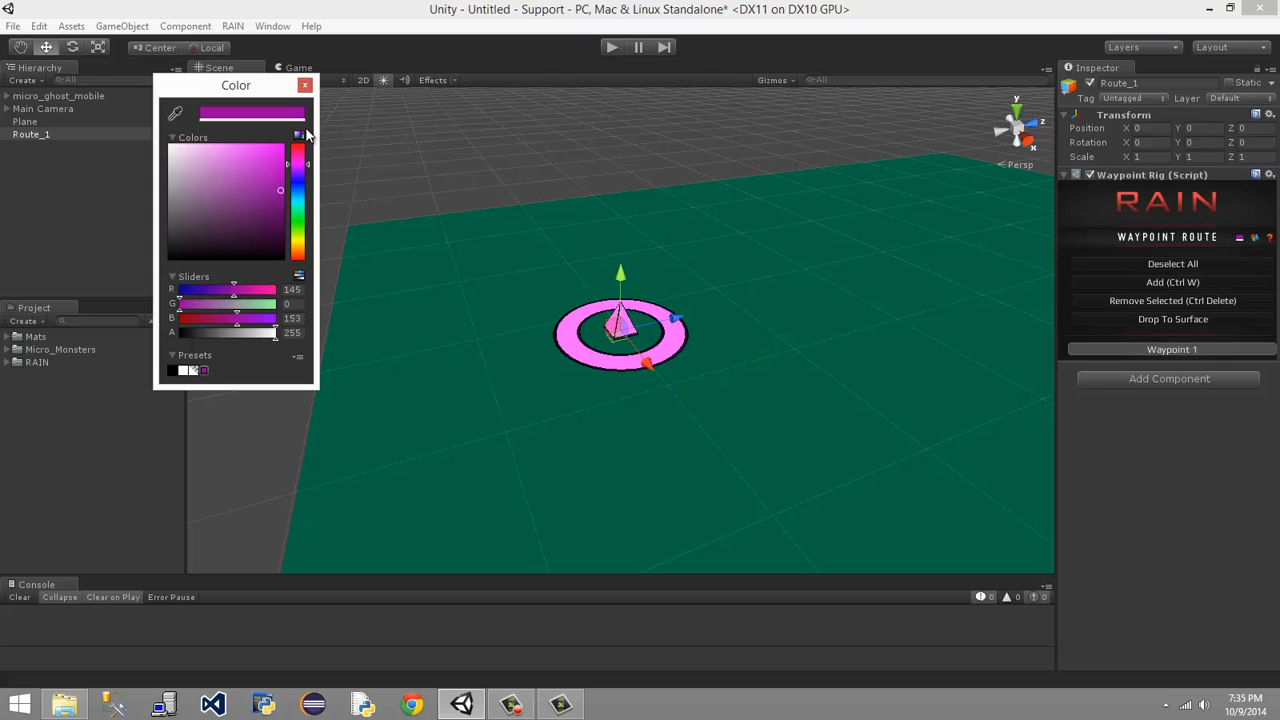 Unity - Untitled - Support - PC, Mac & Linux Standalone* <DX11 on DX10 GPU>
File Edit Assets GameObject Component RAIN Window Help
Center Local Layers Layout
Hierarchy
Create All
micro_ghost_mobile
Main Camera
Plane
Route_1
Project
Create
Mats
Micro_Monsters
RAIN
Scene Game
2D Effects Gizmos All
Color
Colors
Sliders
R 145
G 0
B 153
A 255
Presets
y
z
x
Persp
Inspector
Route_1 Static
Tag Untagged Layer Default
Transform
Position X 0 Y 0 Z 0
Rotation X 0 Y 0 Z 0
Scale X 1 Y 1 Z 1
Waypoint Rig (Script)
RAIN
WAYPOINT ROUTE
Deselect All
Add (Ctrl W)
Remove Selected (Ctrl Delete)
Drop To Surface
Waypoint 1
Add Component
Console
Clear Collapse Clear on Play Error Pause 0 0 0
7:35 PM
10/9/2014